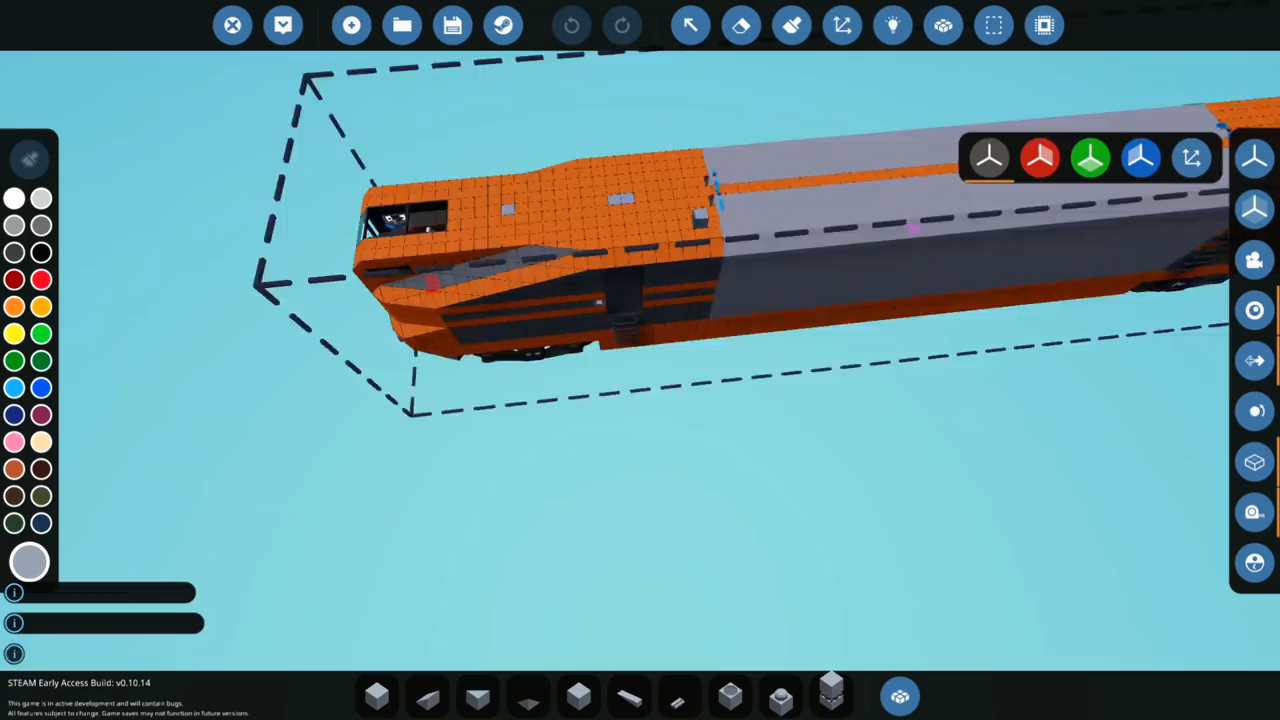 STEAM Early Access Build: v0.10.14
This game is in active development and will contain bugs.
All features subject to change. Game saves may not function in future versions.